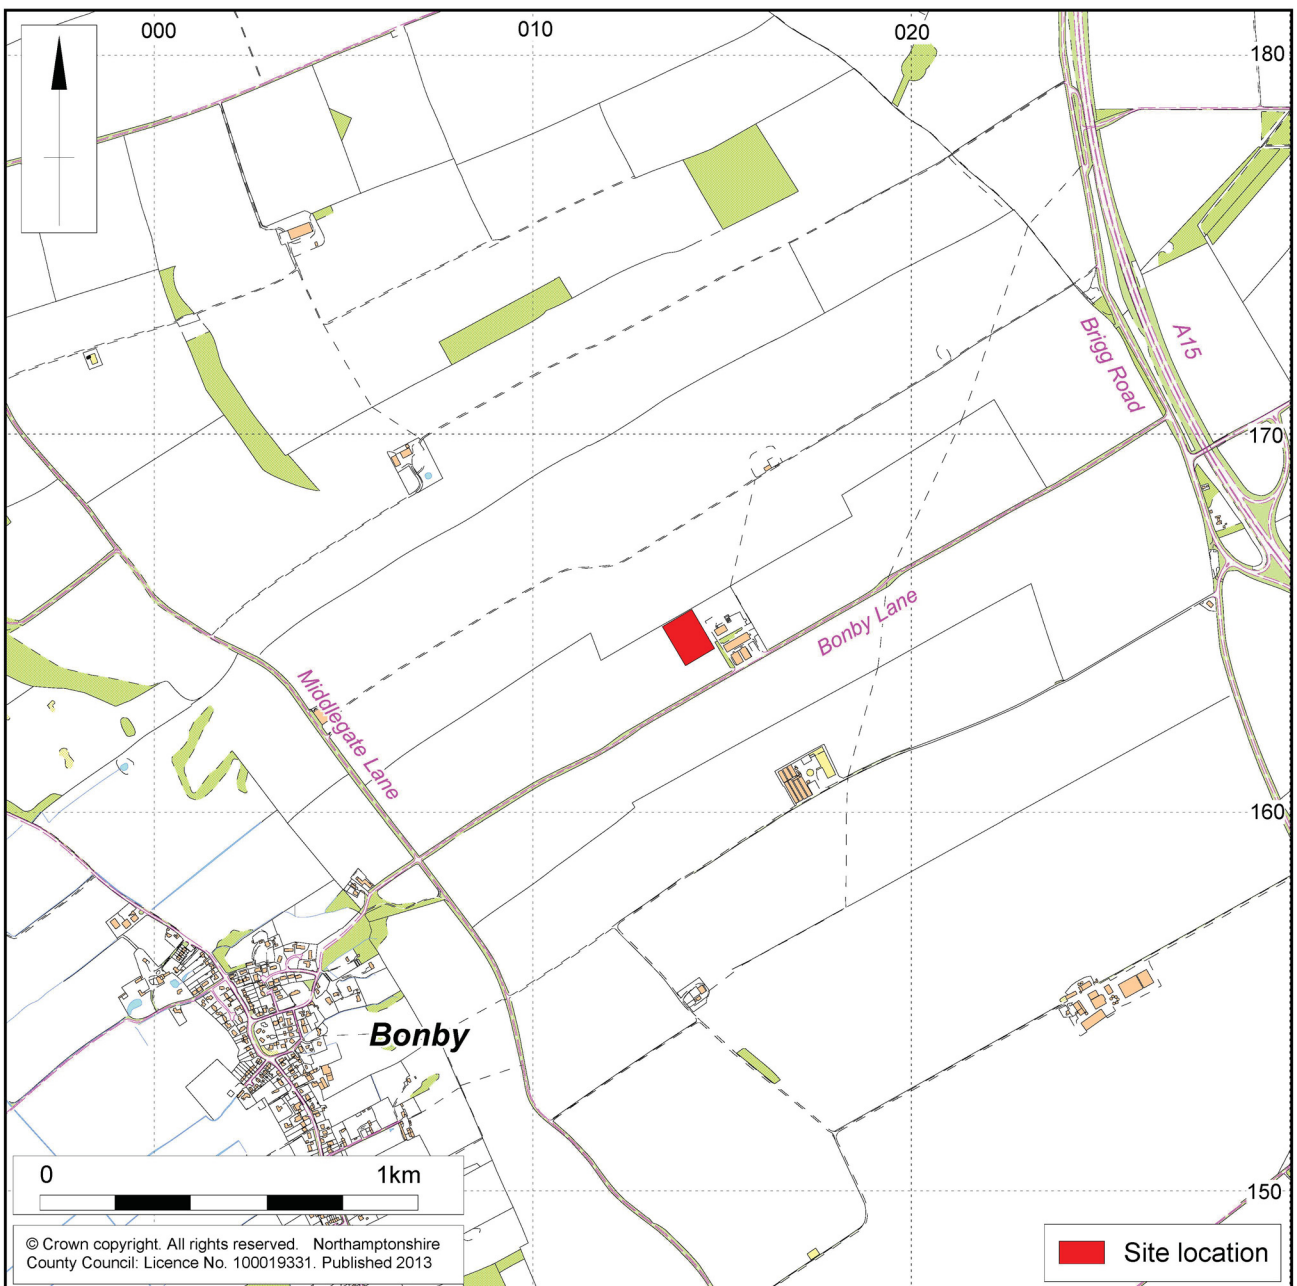 000
010
020
180
Brigg Road
A15
170
Bonby Lane
Middlegate Lane
160
Bonby
0
1km
150
© Crown copyright. All rights reserved. Northamptonshire
County Council: Licence No. 100019331. Published 2013
Site location